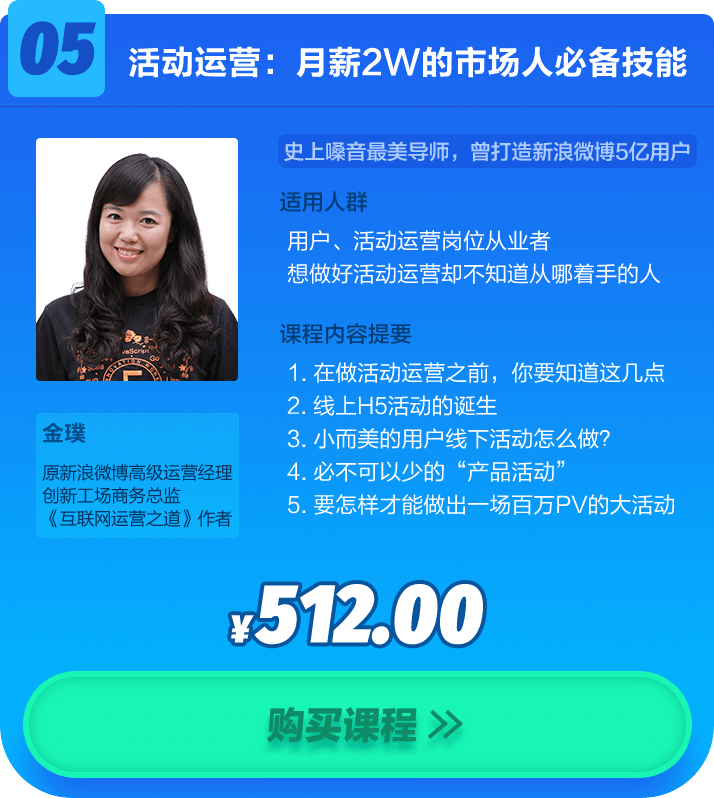 05
活动运营：月薪2W的市场人必备技能
史上嗓音最美导师，曾打造新浪微博5亿用户
适用人群
用户、活动运营岗位从业者
想做好活动运营却不知道从哪着手的人
课程内容提要
1. 在做活动运营之前，你要知道这几点
2. 线上H5活动的诞生
3. 小而美的用户线下活动怎么做？
4. 必不可以少的“产品活动”
5. 要怎样才能做出一场百万PV的大活动
金璞
原新浪微博高级运营经理
创新工场商务总监
《互联网运营之道》作者
¥512.00
购买课程 >>